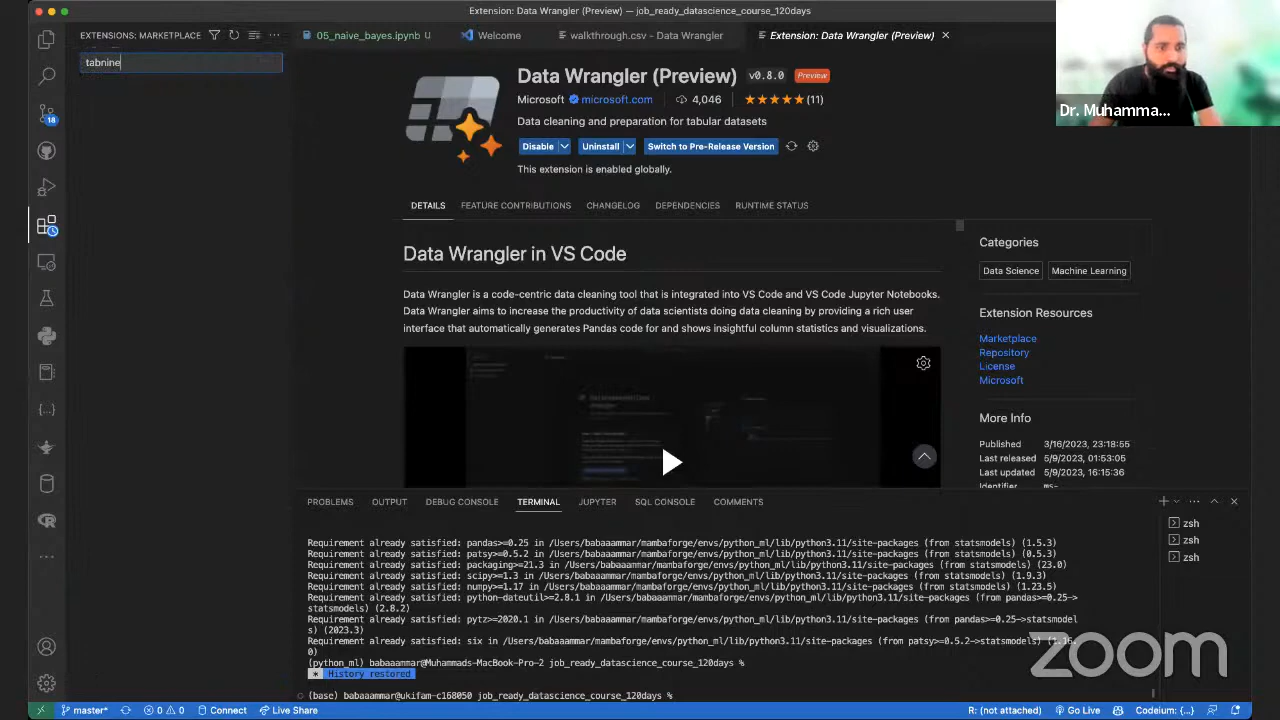 Extension: Data Wrangler (Preview) — job_ready_datascience_course_120days
EXTENSIONS: MARKETPLACE
05_naive_bayes.ipynb U
Welcome
walkthrough.csv - Data Wrangler
Extension: Data Wrangler (Preview)
tabnine
Data Wrangler (Preview) v0.8.0 Preview
Microsoft microsoft.com 4,046 (11)
Data cleaning and preparation for tabular datasets
Disable Uninstall Switch to Pre-Release Version
This extension is enabled globally.
DETAILS FEATURE CONTRIBUTIONS CHANGELOG DEPENDENCIES RUNTIME STATUS
Data Wrangler in VS Code
Data Wrangler is a code-centric data cleaning tool that is integrated into VS Code and VS Code Jupyter Notebooks.
Data Wrangler aims to increase the productivity of data scientists doing data cleaning by providing a rich user
interface that automatically generates Pandas code for and shows insightful column statistics and visualizations.
Categories
Data Science Machine Learning
Extension Resources
Marketplace
Repository
License
Microsoft
More Info
Published 3/16/2023, 23:18:55
Last released 5/9/2023, 01:53:05
Last updated 5/9/2023, 16:15:36
Identifier ms-
18
Dr. Muhamma...
PROBLEMS OUTPUT DEBUG CONSOLE TERMINAL JUPYTER SQL CONSOLE COMMENTS
zsh
zsh
zsh
Requirement already satisfied: pandas>=0.25 in /Users/babaaammar/mambaforge/envs/python_ml/lib/python3.11/site-packages (from statsmodels) (1.5.3)
Requirement already satisfied: patsy>=0.5.2 in /Users/babaaammar/mambaforge/envs/python_ml/lib/python3.11/site-packages (from statsmodels) (0.5.3)
Requirement already satisfied: packaging>=21.3 in /Users/babaaammar/mambaforge/envs/python_ml/lib/python3.11/site-packages (from statsmodels) (23.0)
Requirement already satisfied: scipy>=1.3 in /Users/babaaammar/mambaforge/envs/python_ml/lib/python3.11/site-packages (from statsmodels) (1.9.3)
Requirement already satisfied: numpy>=1.17 in /Users/babaaammar/mambaforge/envs/python_ml/lib/python3.11/site-packages (from statsmodels) (1.23.5)
Requirement already satisfied: python-dateutil>=2.8.1 in /Users/babaaammar/mambaforge/envs/python_ml/lib/python3.11/site-packages (from pandas>=0.25->
statsmodels) (2.8.2)
Requirement already satisfied: pytz>=2020.1 in /Users/babaaammar/mambaforge/envs/python_ml/lib/python3.11/site-packages (from pandas>=0.25->statsmodel
s) (2023.3)
Requirement already satisfied: six in /Users/babaaammar/mambaforge/envs/python_ml/lib/python3.11/site-packages (from patsy>=0.5.2->statsmodels) (1.16.
0)
(python_ml) babaaammar@Muhammads-MacBook-Pro-2 job_ready_datascience_course_120days %
* History restored
(base) babaaammar@ukifam-c168050 job_ready_datascience_course_120days %
zoom
master* 0 0 Connect Live Share R: (not attached) Go Live Codeium: {...}